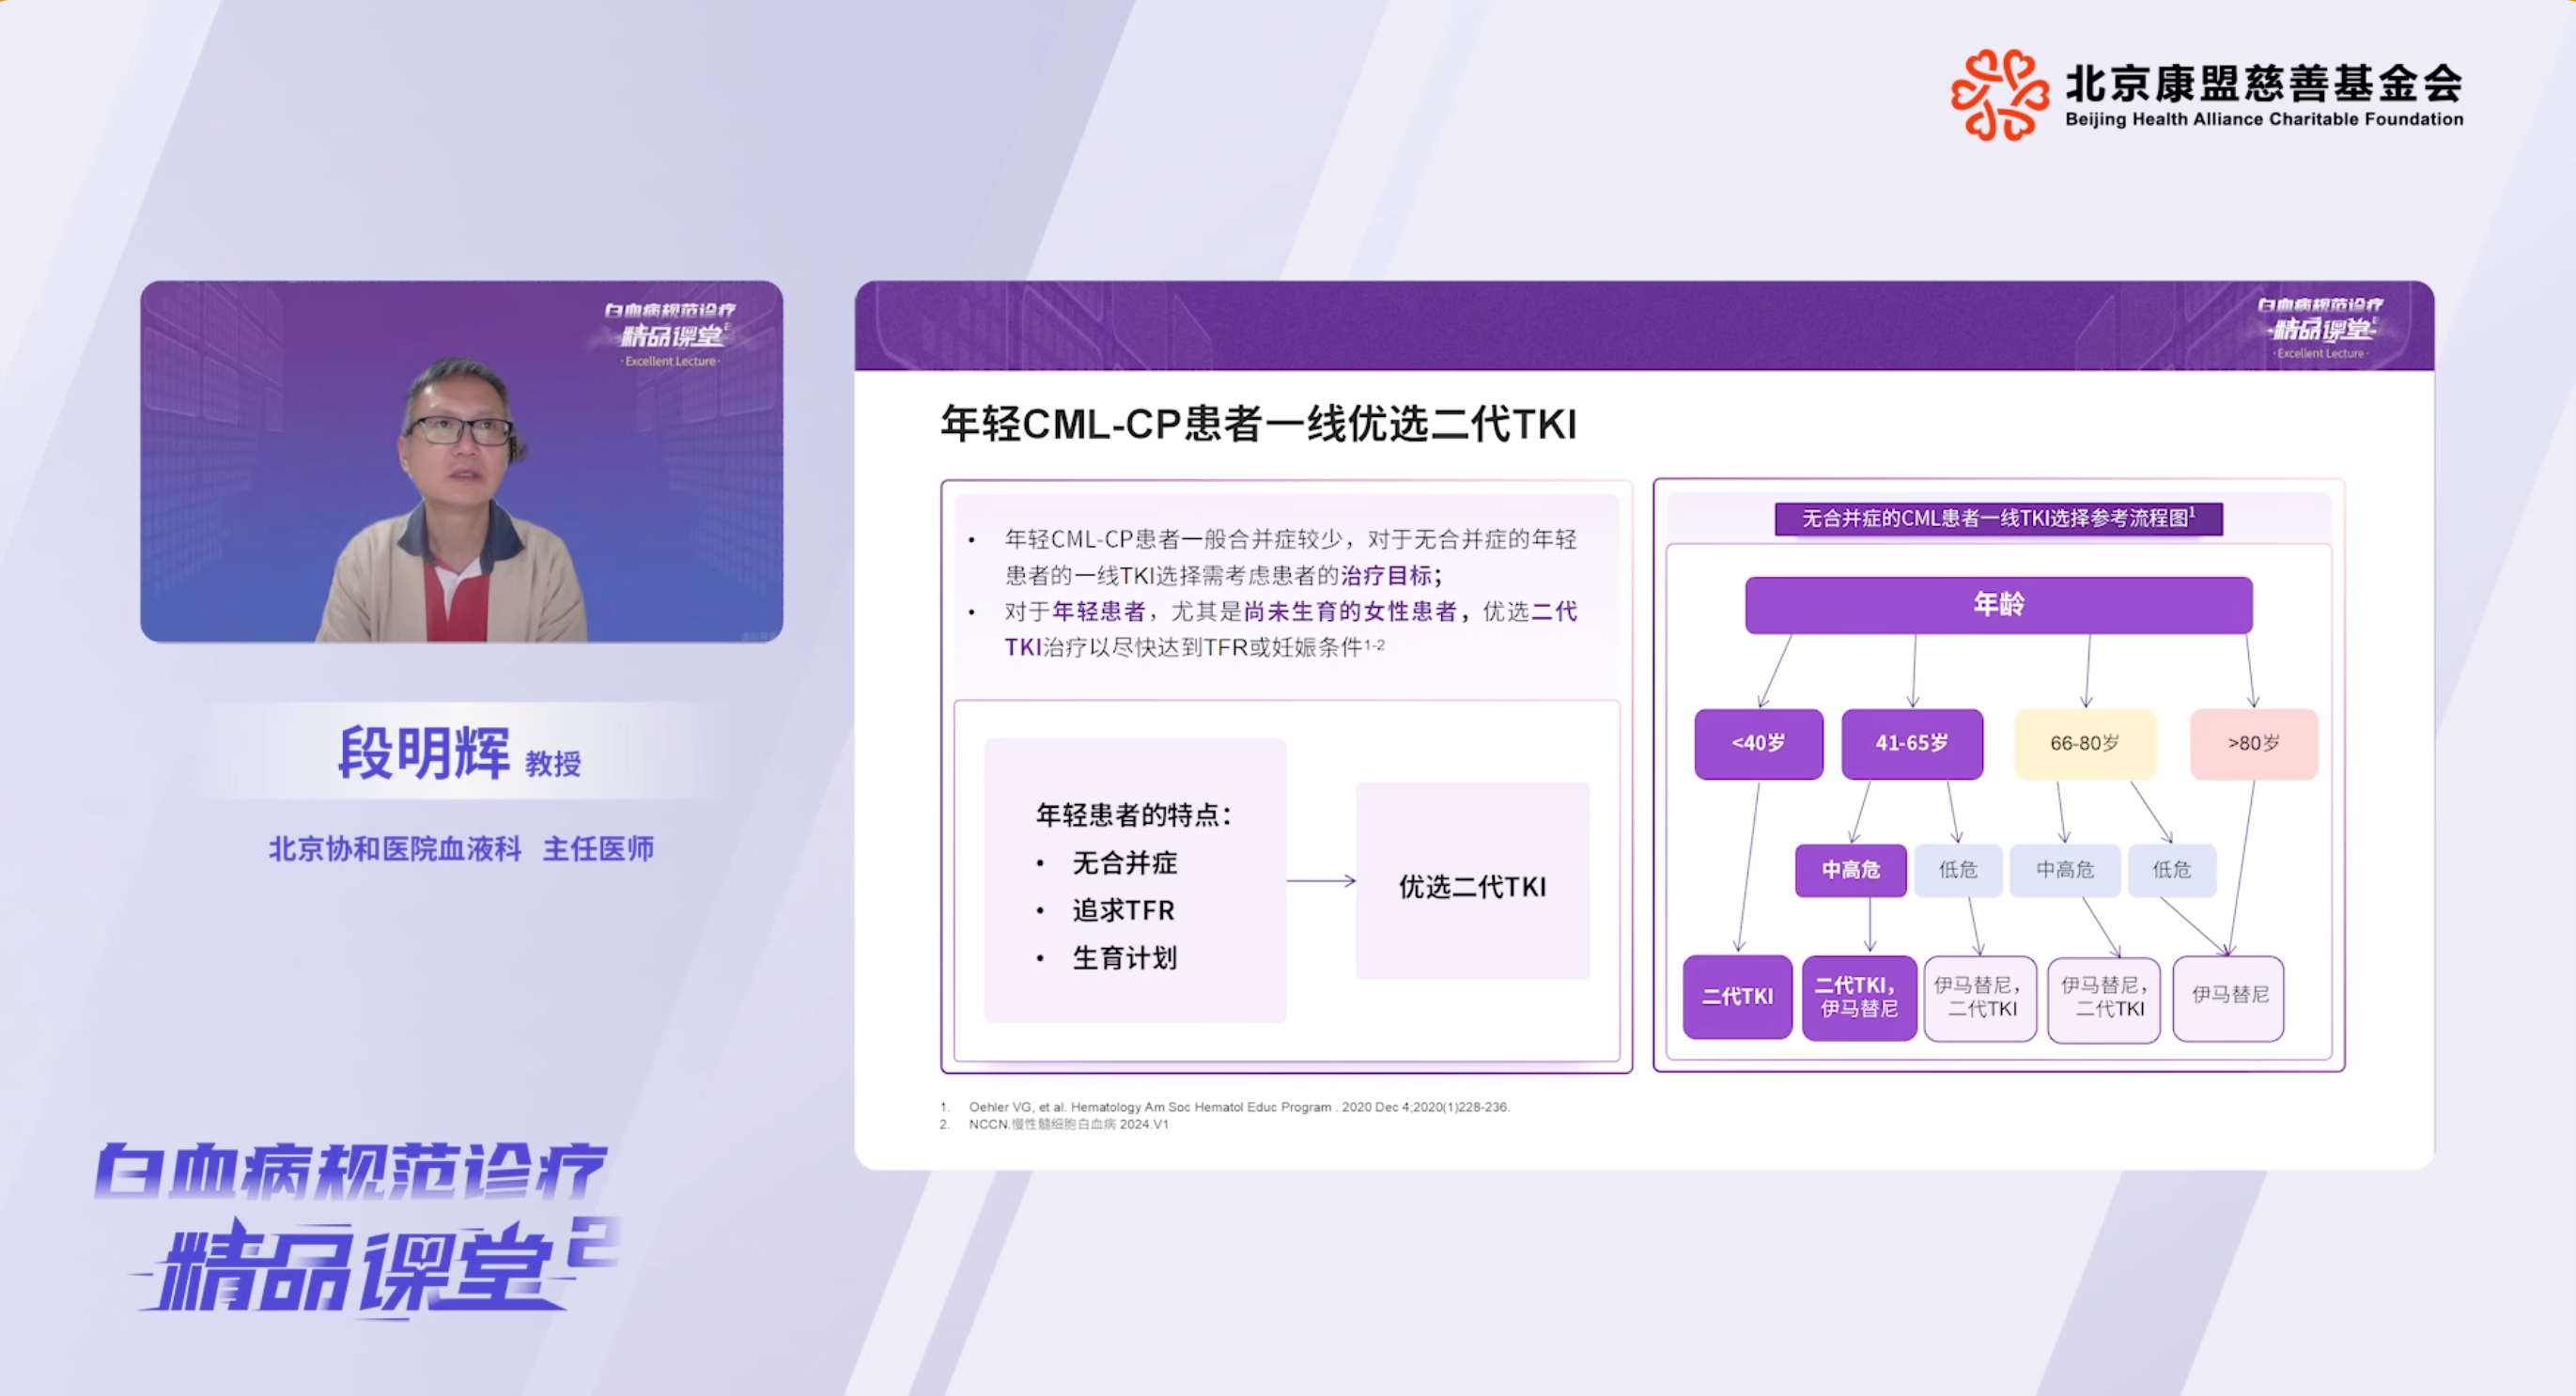 北京康盟慈善基金会
Beijing Health Alliance Charitable Foundation
白血病规范诊疗
精品课堂2
·Excellent Lecture·
段明辉 教授
北京协和医院血液科 主任医师
白血病规范诊疗
精品课堂2
白血病规范诊疗
精品课堂2
·Excellent Lecture·
年轻CML-CP患者一线优选二代TKI
• 年轻CML-CP患者一般合并症较少，对于无合并症的年轻
患者的一线TKI选择需考虑患者的治疗目标；
• 对于年轻患者，尤其是尚未生育的女性患者，优选二代
TKI治疗以尽快达到TFR或妊娠条件1-2
年轻患者的特点：
• 无合并症
• 追求TFR
• 生育计划
优选二代TKI
无合并症的CML患者一线TKI选择参考流程图1
年龄
<40岁
41-65岁
66-80岁
>80岁
中高危
低危
中高危
低危
二代TKI
二代TKI，
伊马替尼
伊马替尼，
二代TKI
伊马替尼，
二代TKI
伊马替尼
1. Oehler VG, et al. Hematology Am Soc Hematol Educ Program . 2020 Dec 4;2020(1)228-236.
2. NCCN.慢性髓细胞白血病 2024.V1